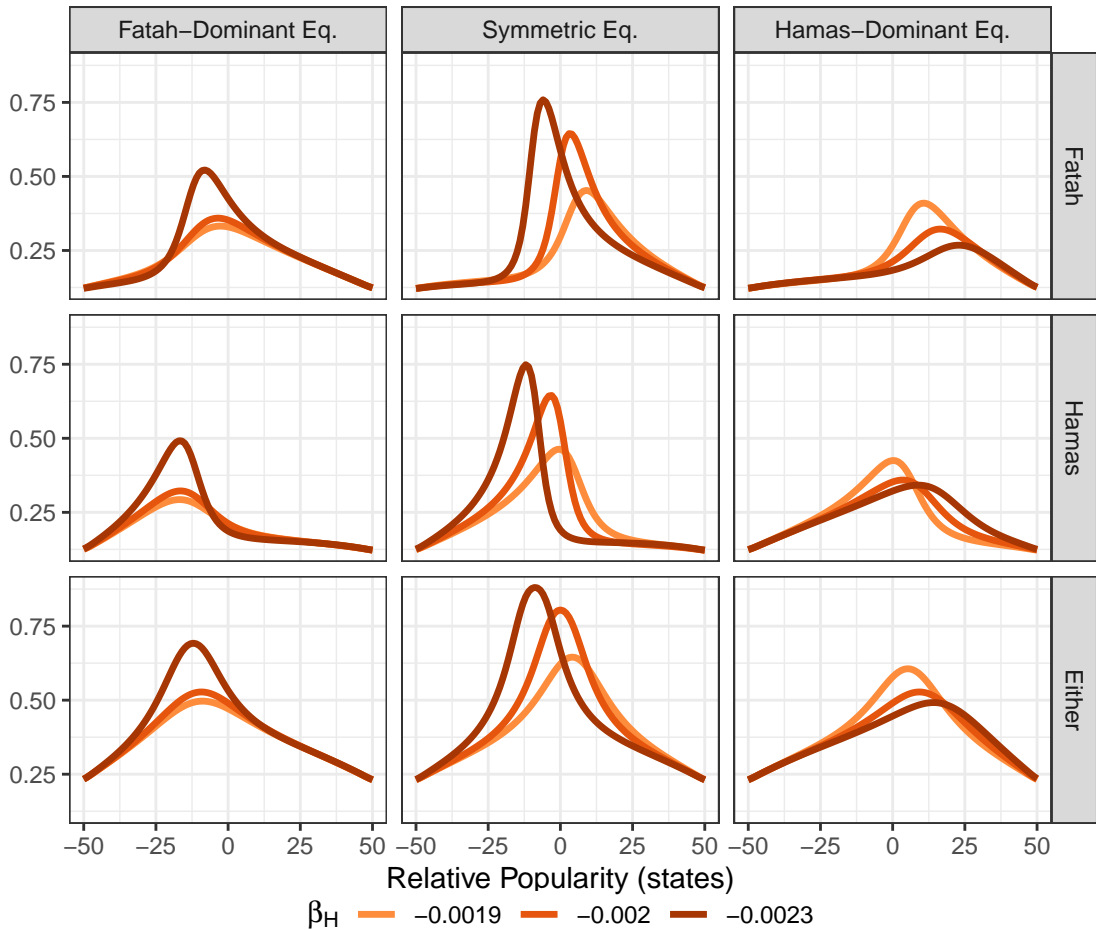 Fatah−Dominant Eq. Symmetric Eq. Hamas−Dominant Eq.
0.75
0.50
0.25
Fatah
0.75
0.50
0.25
Hamas
0.75
0.50
0.25
Either
−50 −25 0 25 50 −50 −25 0 25 50 −50 −25 0 25 50
Relative Popularity (states)
βH −0.0019 −0.002 −0.0023